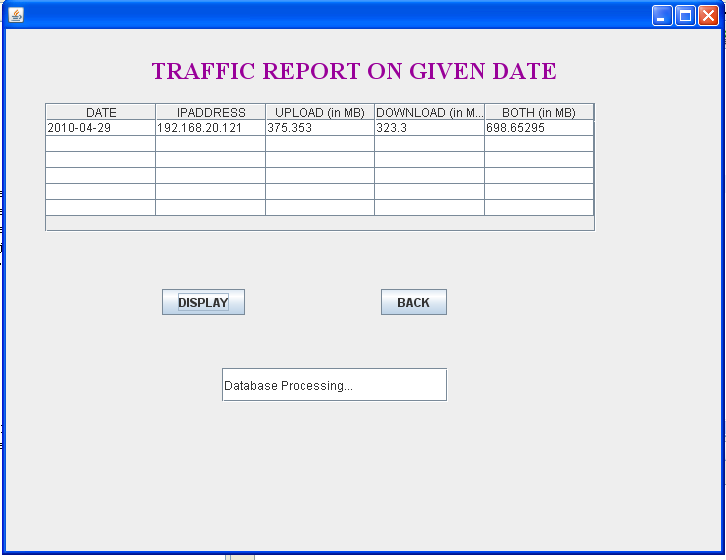 TRAFFIC REPORT ON GIVEN DATE
DATE IPADDRESS UPLOAD (in MB) DOWNLOAD (in M... BOTH (in MB)
2010-04-29 192.168.20.121 375.353 323.3 698.65295
DISPLAY BACK
Database Processing...